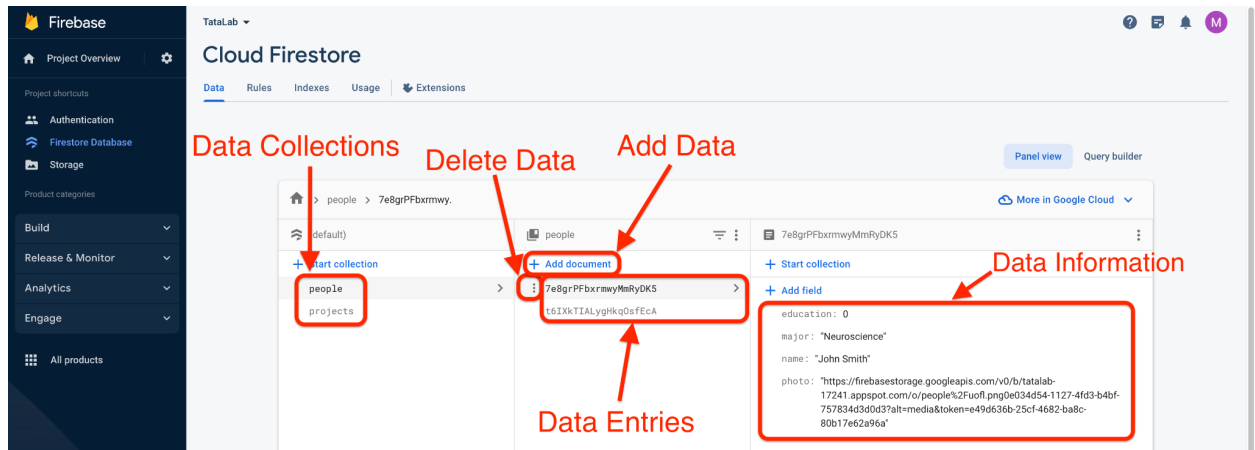 Firebase
TataLab
M
Project Overview
Cloud Firestore
Project shortcuts
Data Rules Indexes Usage Extensions
Authentication
Firestore Database
Storage
Data Collections
Delete Data
Add Data
Panel view Query builder
Product categories
people > 7e8grPFbxrmwy.
More in Google Cloud
Build
(default)
people
7e8grPFbxrmwyMmRyDK5
Release & Monitor
+ Start collection
+ Add document
+ Start collection
Data Information
Analytics
people
7e8grPFbxrmwyMmRyDK5
+ Add field
Engage
projects
t6IXkTIALygHkqOsfEcA
education: 0
major: "Neuroscience"
name: "John Smith"
All products
photo: "https://firebasestorage.googleapis.com/v0/b/tatalab-
17241.appspot.com/o/people%2Fuofl.png0e034d54-1127-4fd3-b4bf-
757834d3d0d3?alt=media&token=e49d636b-25cf-4682-ba8c-
80b17e62a96a"
Data Entries